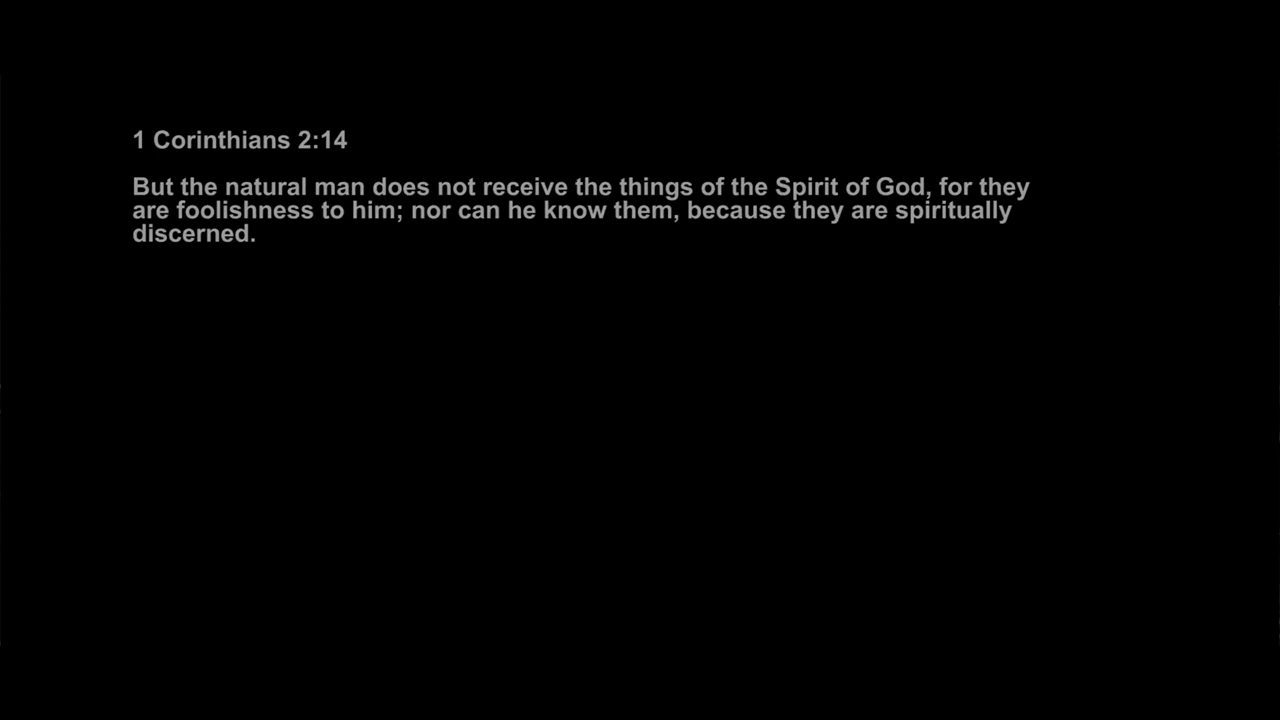 1 Corinthians 2:14
But the natural man does not receive the things of the Spirit of God, for they
are foolishness to him; nor can he know them, because they are spiritually
discerned.